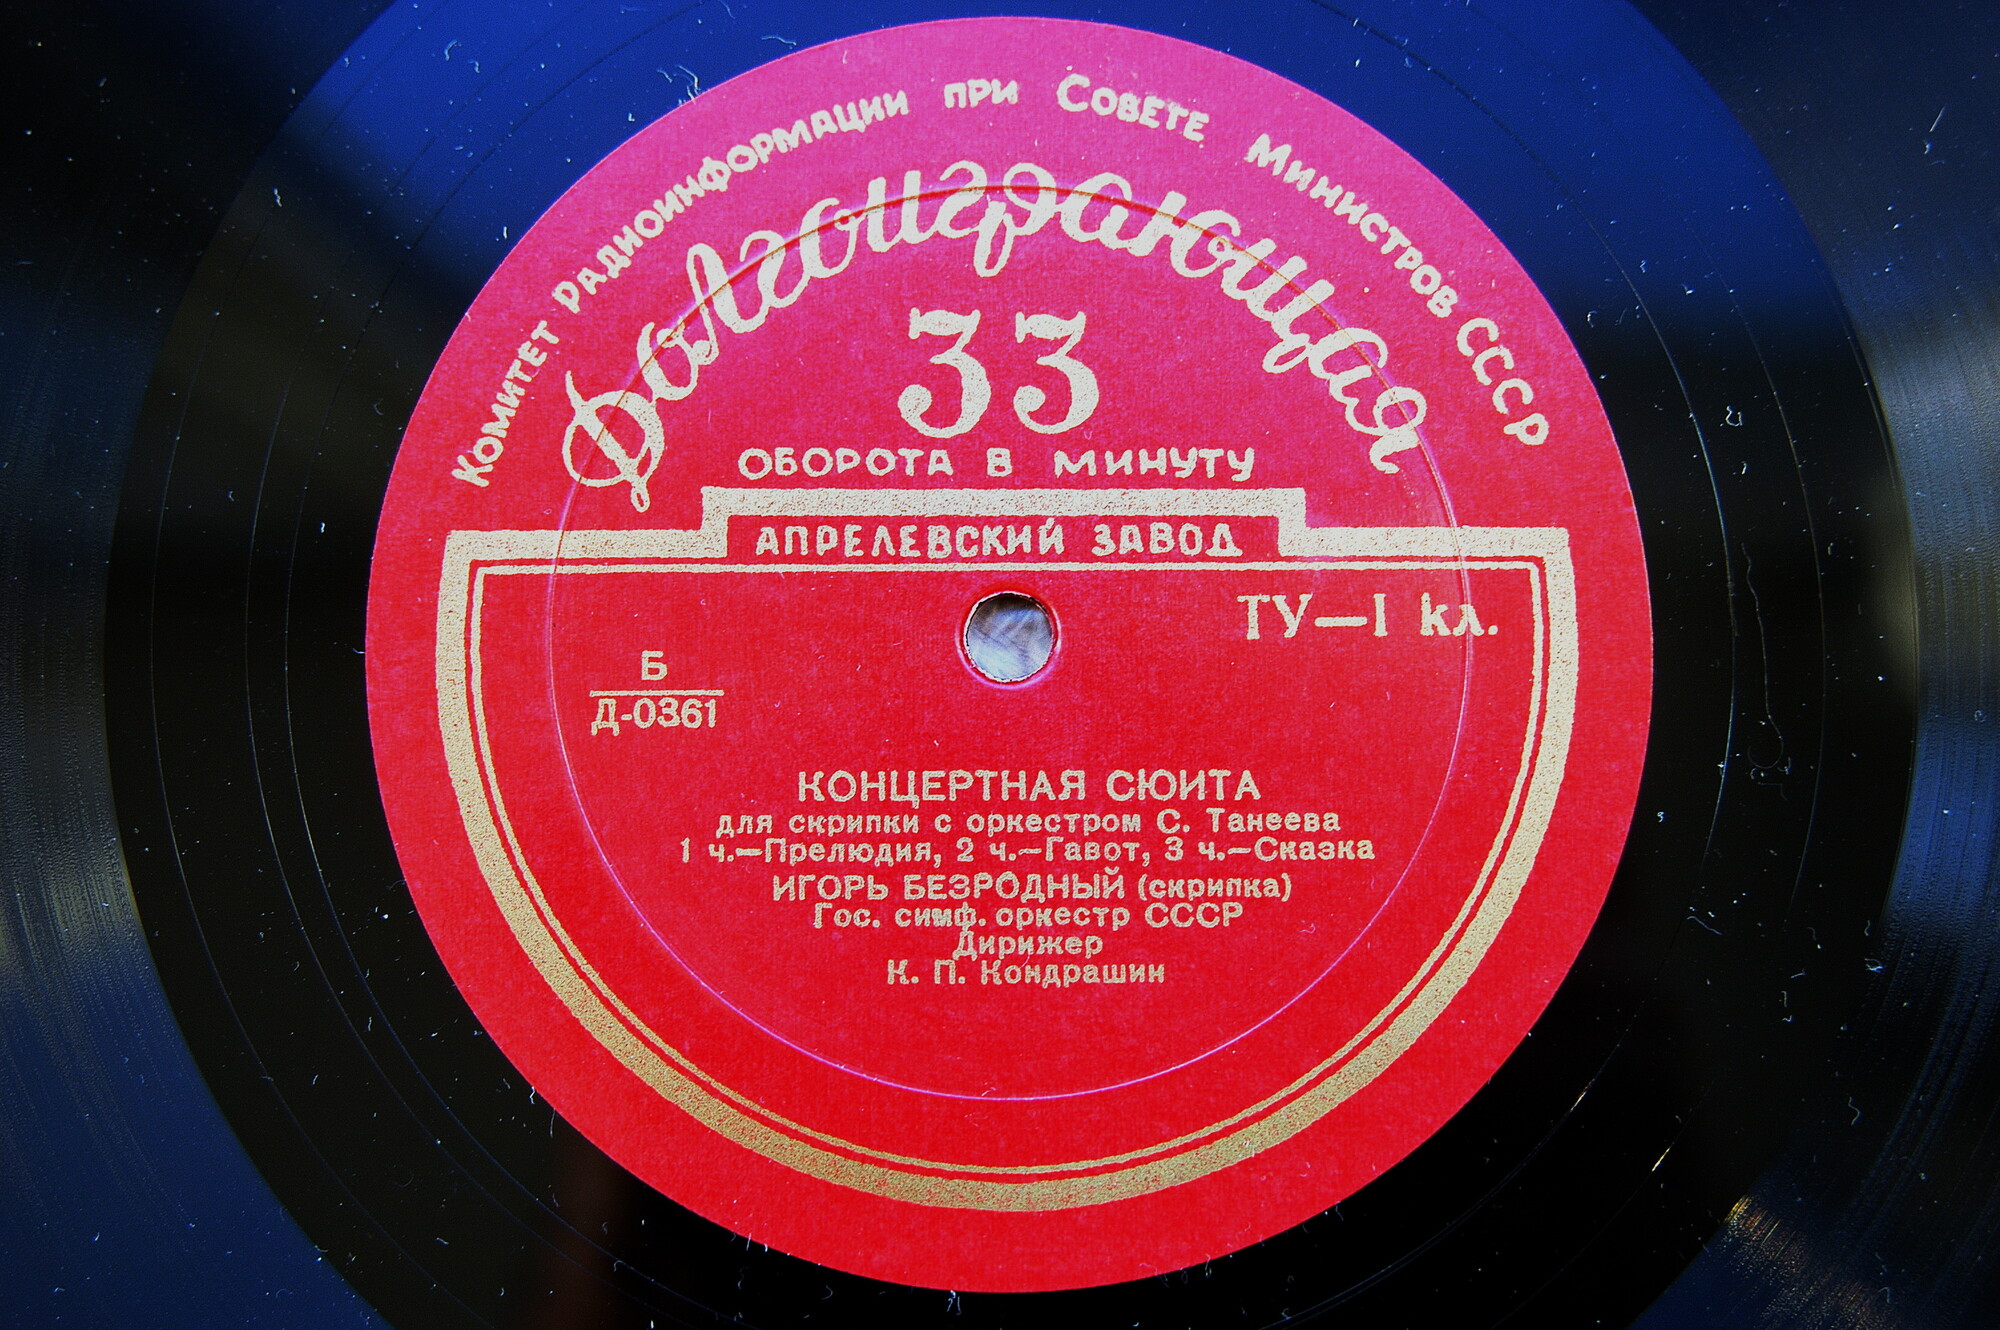 Комитет Радиоинформации при Совете Министров СССР
Долгоиграющая
33
ОБОРОТА В МИНУТУ
АПРЕЛЕВСКИЙ ЗАВОД
ТУ—I кл.
Б
Д-0361
КОНЦЕРТНАЯ СЮИТА
для скрипки с оркестром С. Танеева
1 ч.—Прелюдия, 2 ч.—Гавот, 3 ч.—Сказка
ИГОРЬ БЕЗРОДНЫЙ (скрипка)
Гос. симф. оркестр СССР
Дирижер
К. П. Кондрашин